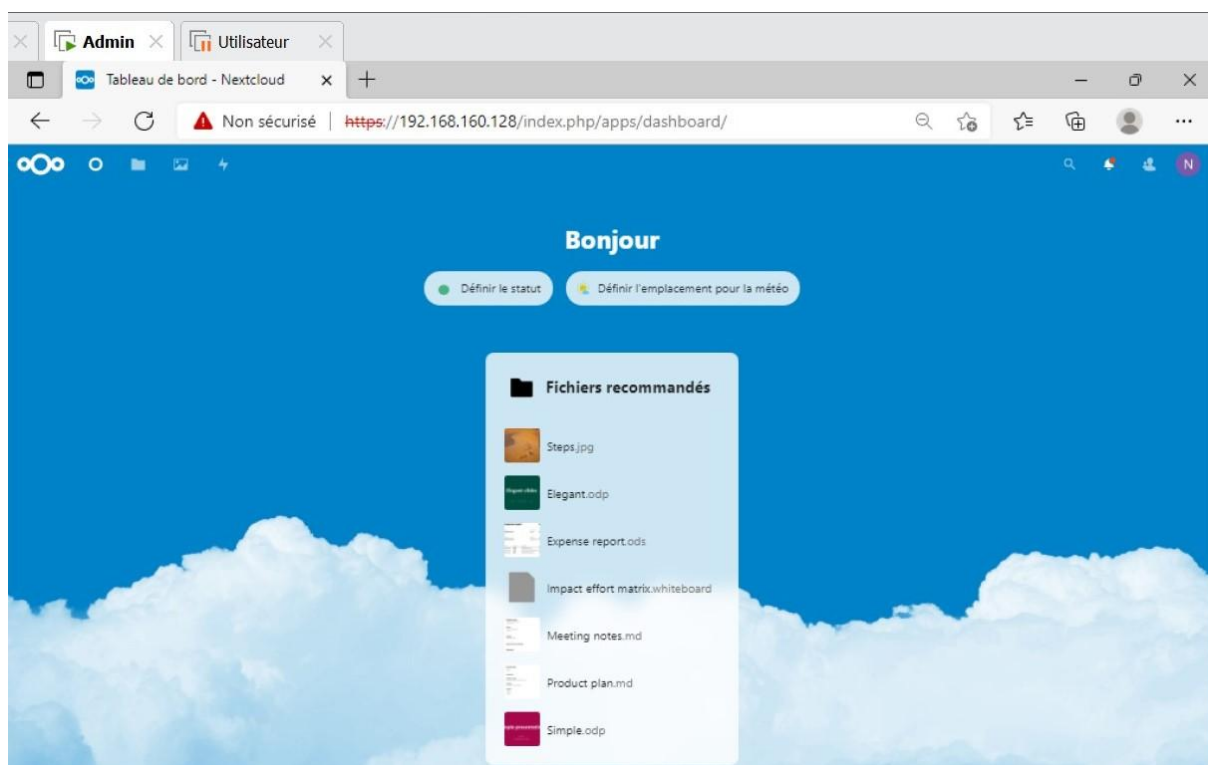 Admin Utilisateur
Tableau de bord - Nextcloud
Non sécurisé | https://192.168.160.128/index.php/apps/dashboard/
N
Bonjour
Définir le statut Définir l'emplacement pour la météo
Fichiers recommandés
Steps.jpg
Elegant.odp
Expense report.ods
Impact effort matrix.whiteboard
Meeting notes.md
Product plan.md
Simple.odp